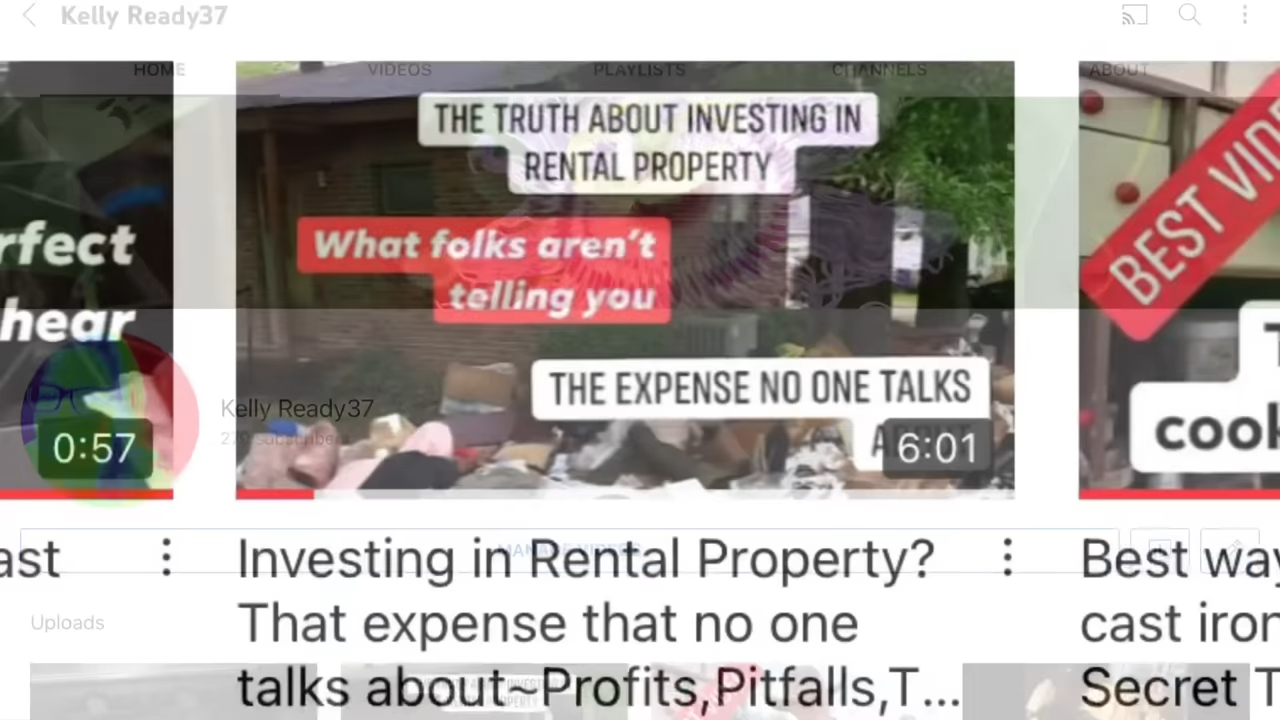 Kelly Ready37
HOME VIDEOS PLAYLISTS CHANNELS ABOUT
THE TRUTH ABOUT INVESTING IN
RENTAL PROPERTY
What folks aren't
telling you
THE EXPENSE NO ONE TALKS
6:01
rfect
hear
0:57
BEST
cook
Kelly Ready37
MANAGE VIDEOS
ast
Investing in Rental Property?
That expense that no one
talks about~Profits,Pitfalls,T...
Best way
cast iron
Secret T
Uploads